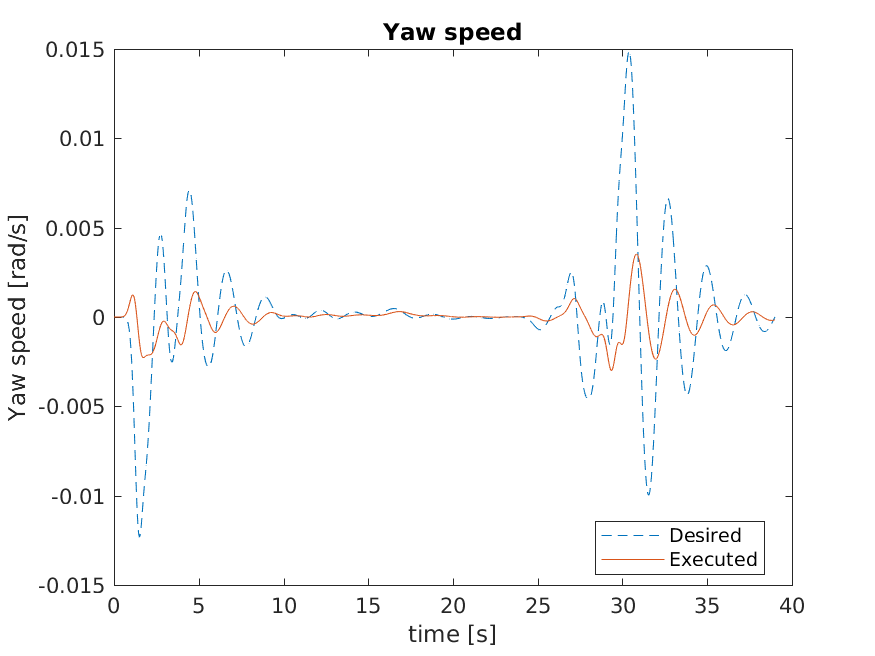 Yaw speed
0.015
0.01
0.005
0
-0.005
-0.01
-0.015
Yaw speed [rad/s]
0 5 10 15 20 25 30 35 40
time [s]
Desired
Executed